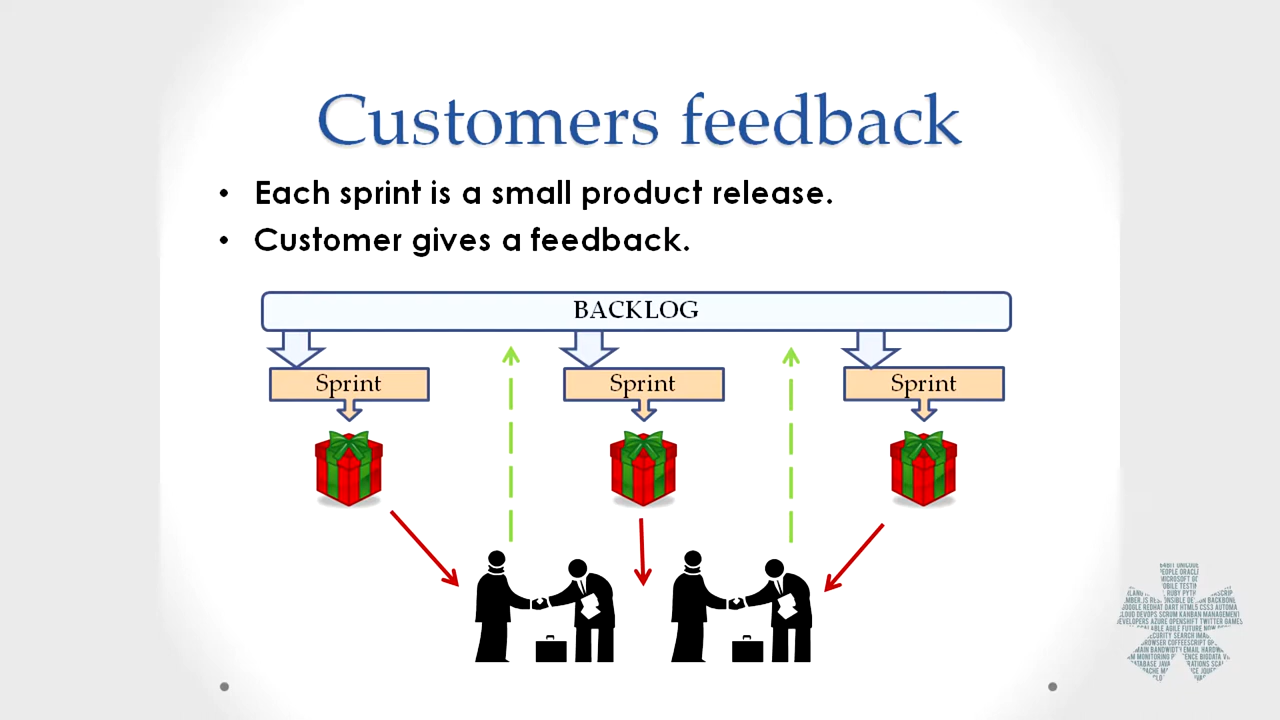 Customers feedback
• Each sprint is a small product release.
• Customer gives a feedback.
BACKLOG
Sprint Sprint Sprint